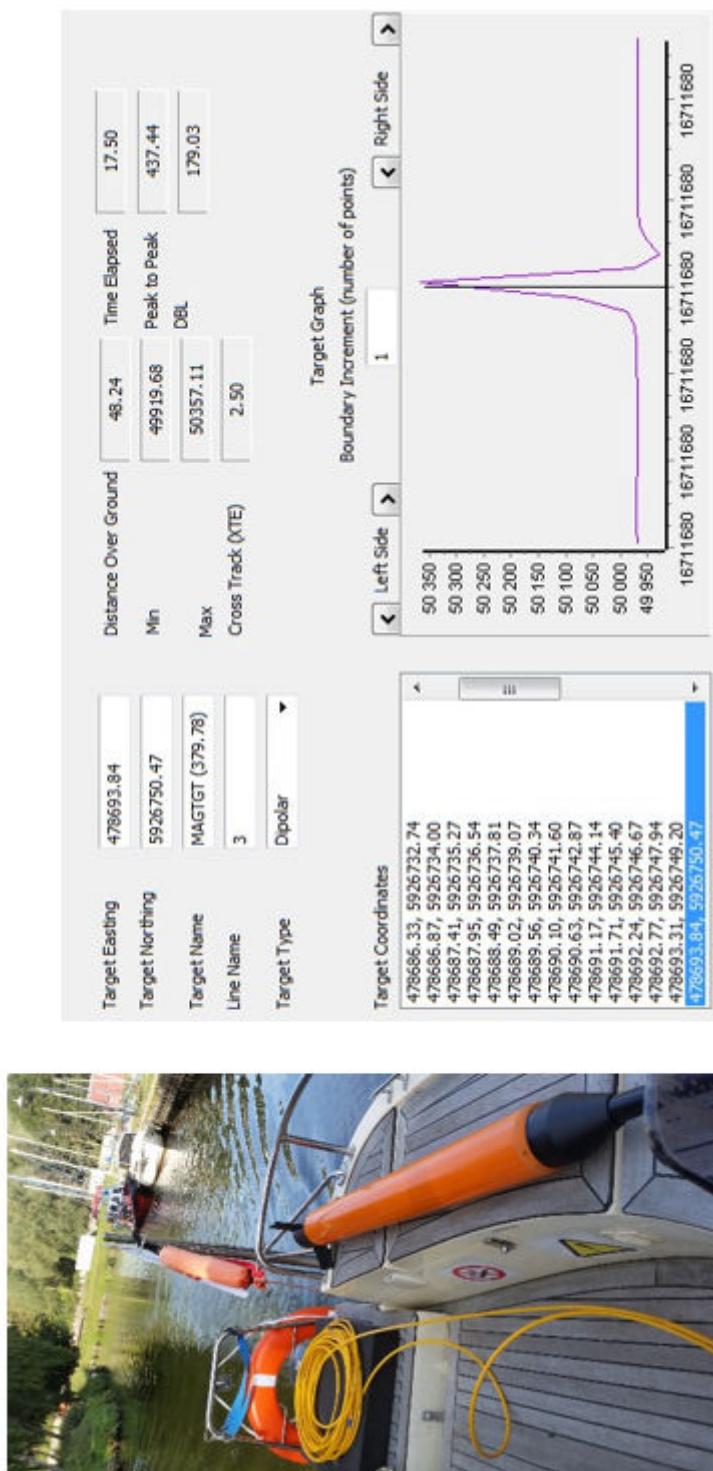 Target Easting 478693.84 Distance Over Ground 48.24 Time Elapsed 17.50
Target Northing 5926750.47 Min 49919.68 Peak to Peak 437.44
Target Name MAGTGT (379.78) Max 50357.11 DBL 179.03
Line Name 3 Cross Track (XTE) 2.50
Target Type Dipolar
Target Graph
Boundary Increment (number of points)
Target Coordinates
< Left Side > 1 < Right Side >
478686.33, 5926732.74
478686.87, 5926734.00
478687.41, 5926735.27
478687.95, 5926736.54
478688.49, 5926737.81
478689.02, 5926739.07
478689.56, 5926740.34
478690.10, 5926741.60
478690.63, 5926742.87
478691.17, 5926744.14
478691.71, 5926745.40
478692.24, 5926746.67
478692.77, 5926747.94
478693.31, 5926749.20
478693.84, 5926750.47
50 350
50 300
50 250
50 200
50 150
50 100
50 050
50 000
49 950
16711680 16711680 16711680 16711680 16711680 16711680